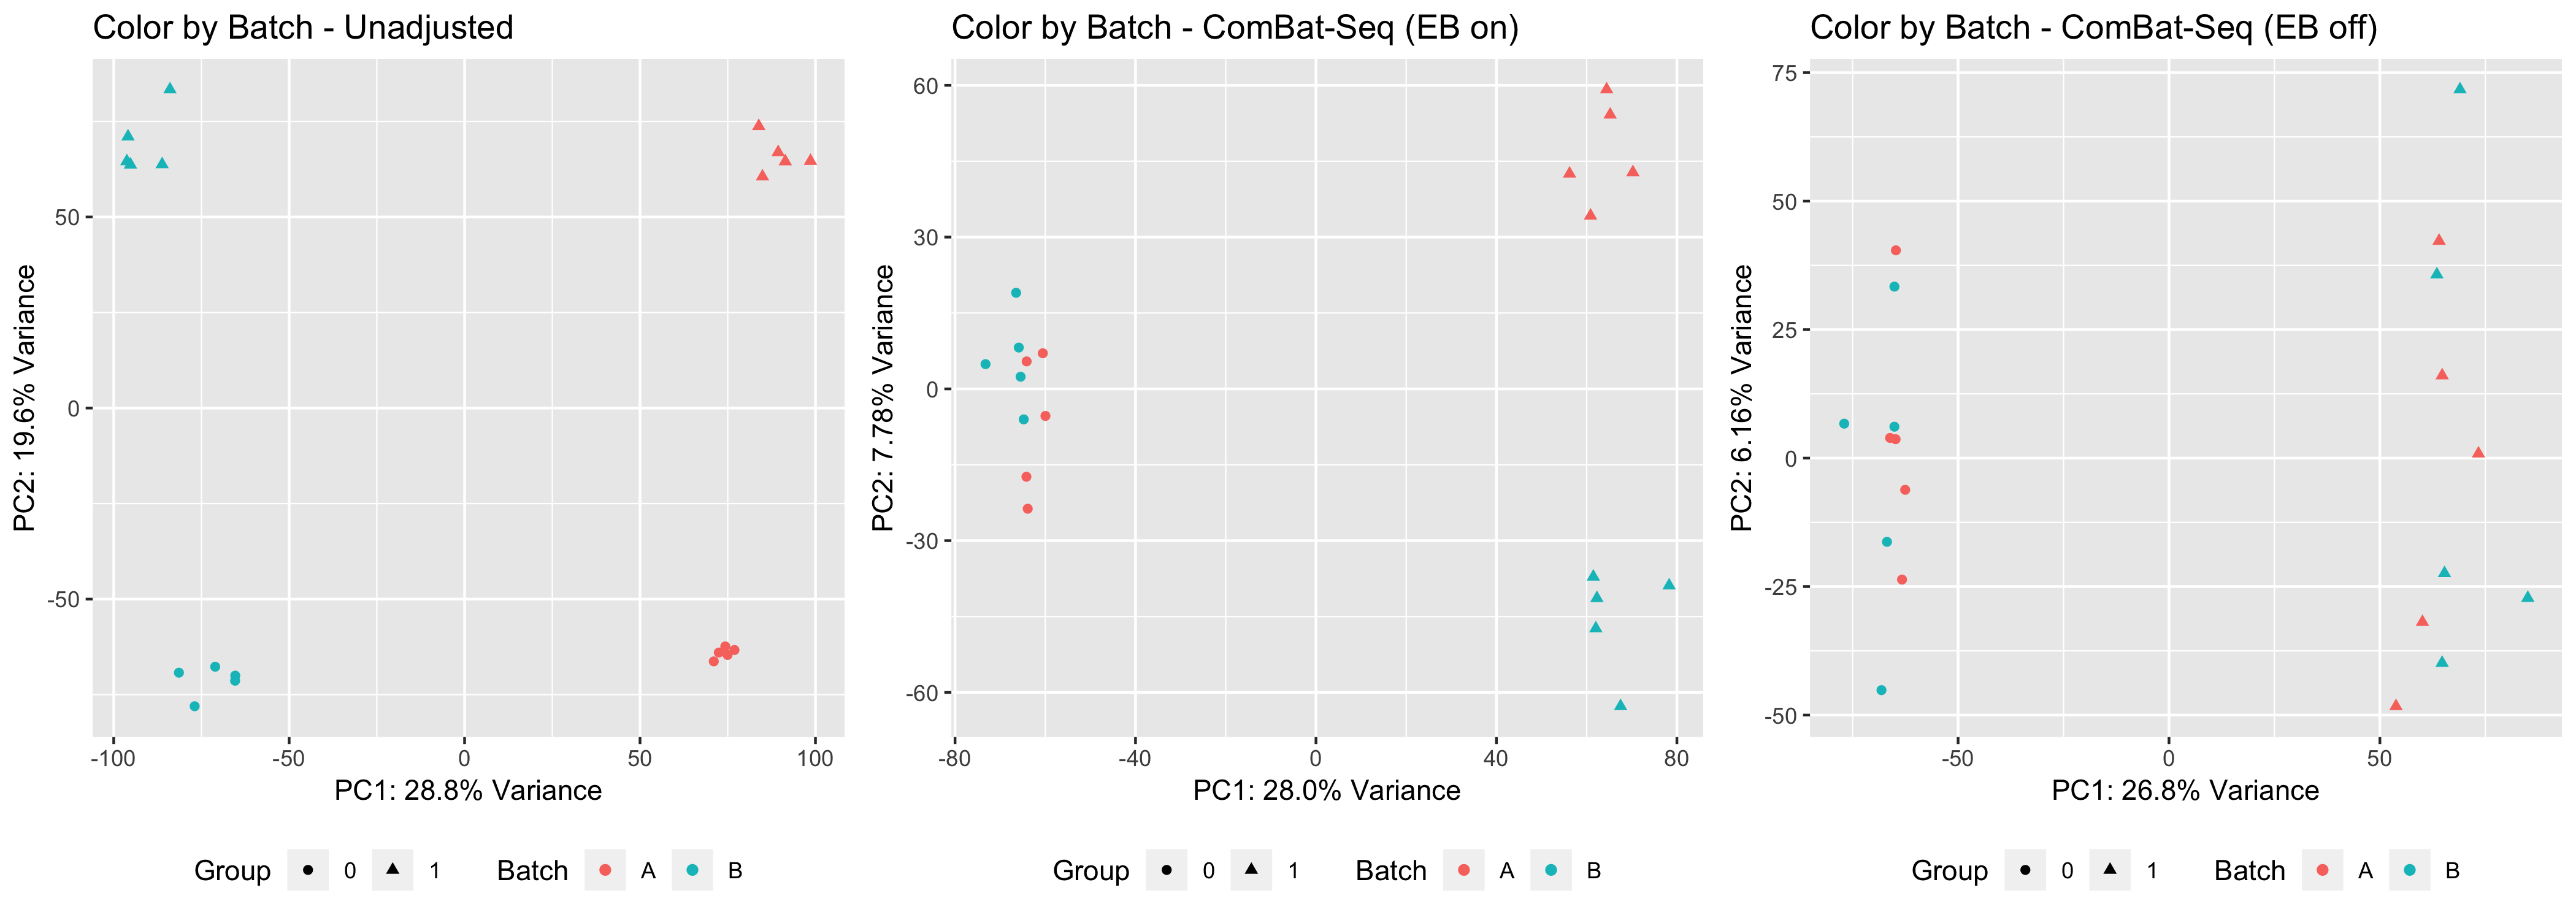 Color by Batch - Unadjusted
50
0
-50
PC2: 19.6% Variance
-100 -50 0 50 100
PC1: 28.8% Variance
Group 0 1 Batch A B
Color by Batch - ComBat-Seq (EB on)
60
30
0
-30
-60
PC2: 7.78% Variance
-80 -40 0 40 80
PC1: 28.0% Variance
Group 0 1 Batch A B
Color by Batch - ComBat-Seq (EB off)
75
50
25
0
-25
-50
PC2: 6.16% Variance
-50 0 50
PC1: 26.8% Variance
Group 0 1 Batch A B